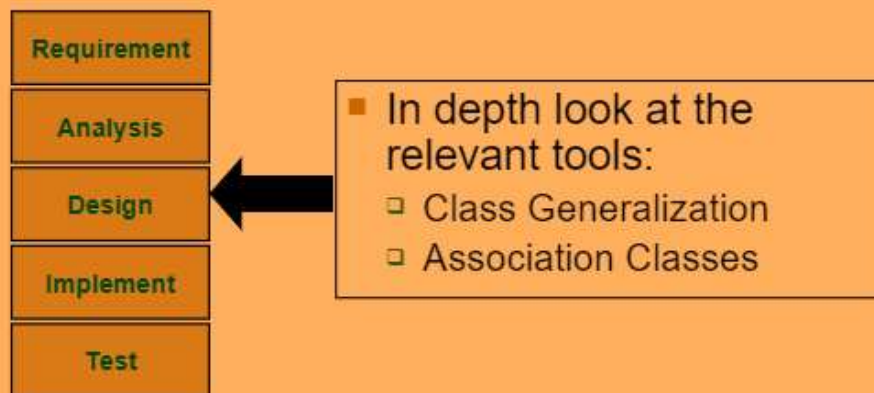 Requirement
Analysis
Design
Implement
Test
In depth look at the
relevant tools:
Class Generalization
Association Classes